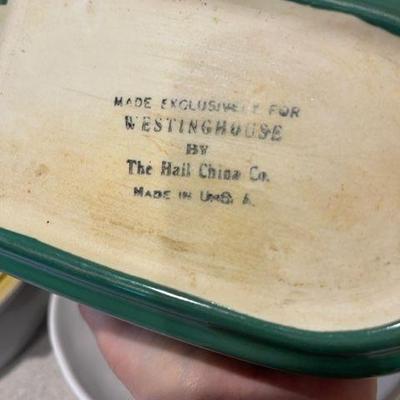 MADE EXCLUSIVELY FOR
WESTINGHOUSE
BY
The Hall China Co.
MADE IN U.S. A.